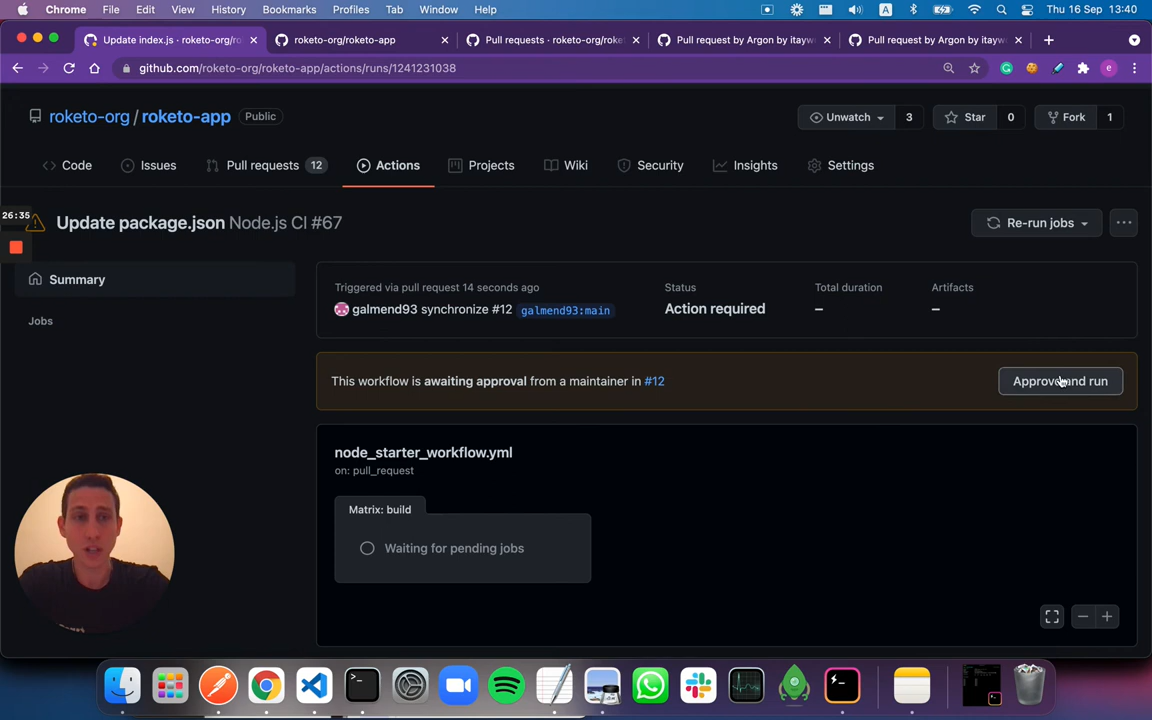 Chrome File Edit View History Bookmarks Profiles Tab Window Help A Thu 16 Sep 13:40
Update index.js · roketo-org/ro roketo-org/roketo-app Pull requests · roketo-org/roke Pull request by Argon by itayw Pull request by Argon by itayw
github.com/roketo-org/roketo-app/actions/runs/1241231038 e
roketo-org / roketo-app Public Unwatch 3 Star 0 Fork 1
Code Issues Pull requests 12 Actions Projects Wiki Security Insights Settings
26:35
Update package.json Node.js CI #67 Re-run jobs
Summary
Jobs
Triggered via pull request 14 seconds ago Status Total duration Artifacts
galmend93 synchronize #12 galmend93:main Action required – –
This workflow is awaiting approval from a maintainer in #12 Approve and run
node_starter_workflow.yml
on: pull_request
Matrix: build
Waiting for pending jobs